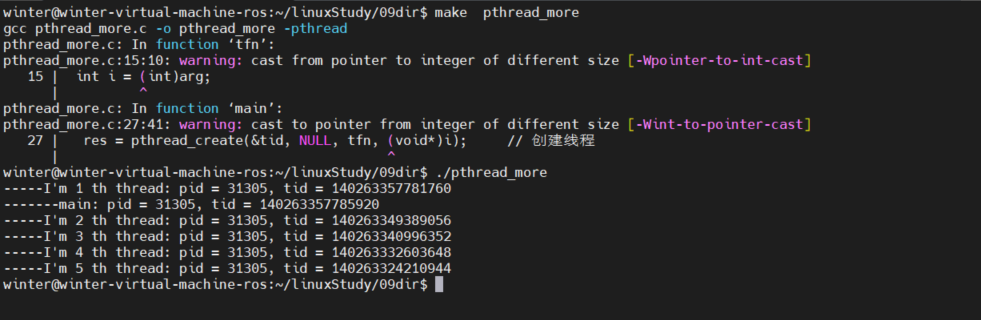 winter@winter-virtual-machine-ros:~/linuxStudy/09dir$ make  pthread_more
gcc pthread_more.c -o pthread_more -pthread
pthread_more.c: In function ‘tfn’:
pthread_more.c:15:10: warning: cast from pointer to integer of different size [-Wpointer-to-int-cast]
   15 |  int i = (int)arg;
      |          ^
pthread_more.c: In function ‘main’:
pthread_more.c:27:41: warning: cast to pointer from integer of different size [-Wint-to-pointer-cast]
   27 |   res = pthread_create(&tid, NULL, tfn, (void*)i);     // 创建线程
      |                                         ^
winter@winter-virtual-machine-ros:~/linuxStudy/09dir$ ./pthread_more
-----I'm 1 th thread: pid = 31305, tid = 140263357781760
-------main: pid = 31305, tid = 140263357785920
-----I'm 2 th thread: pid = 31305, tid = 140263349389056
-----I'm 3 th thread: pid = 31305, tid = 140263340996352
-----I'm 4 th thread: pid = 31305, tid = 140263332603648
-----I'm 5 th thread: pid = 31305, tid = 140263324210944
winter@winter-virtual-machine-ros:~/linuxStudy/09dir$